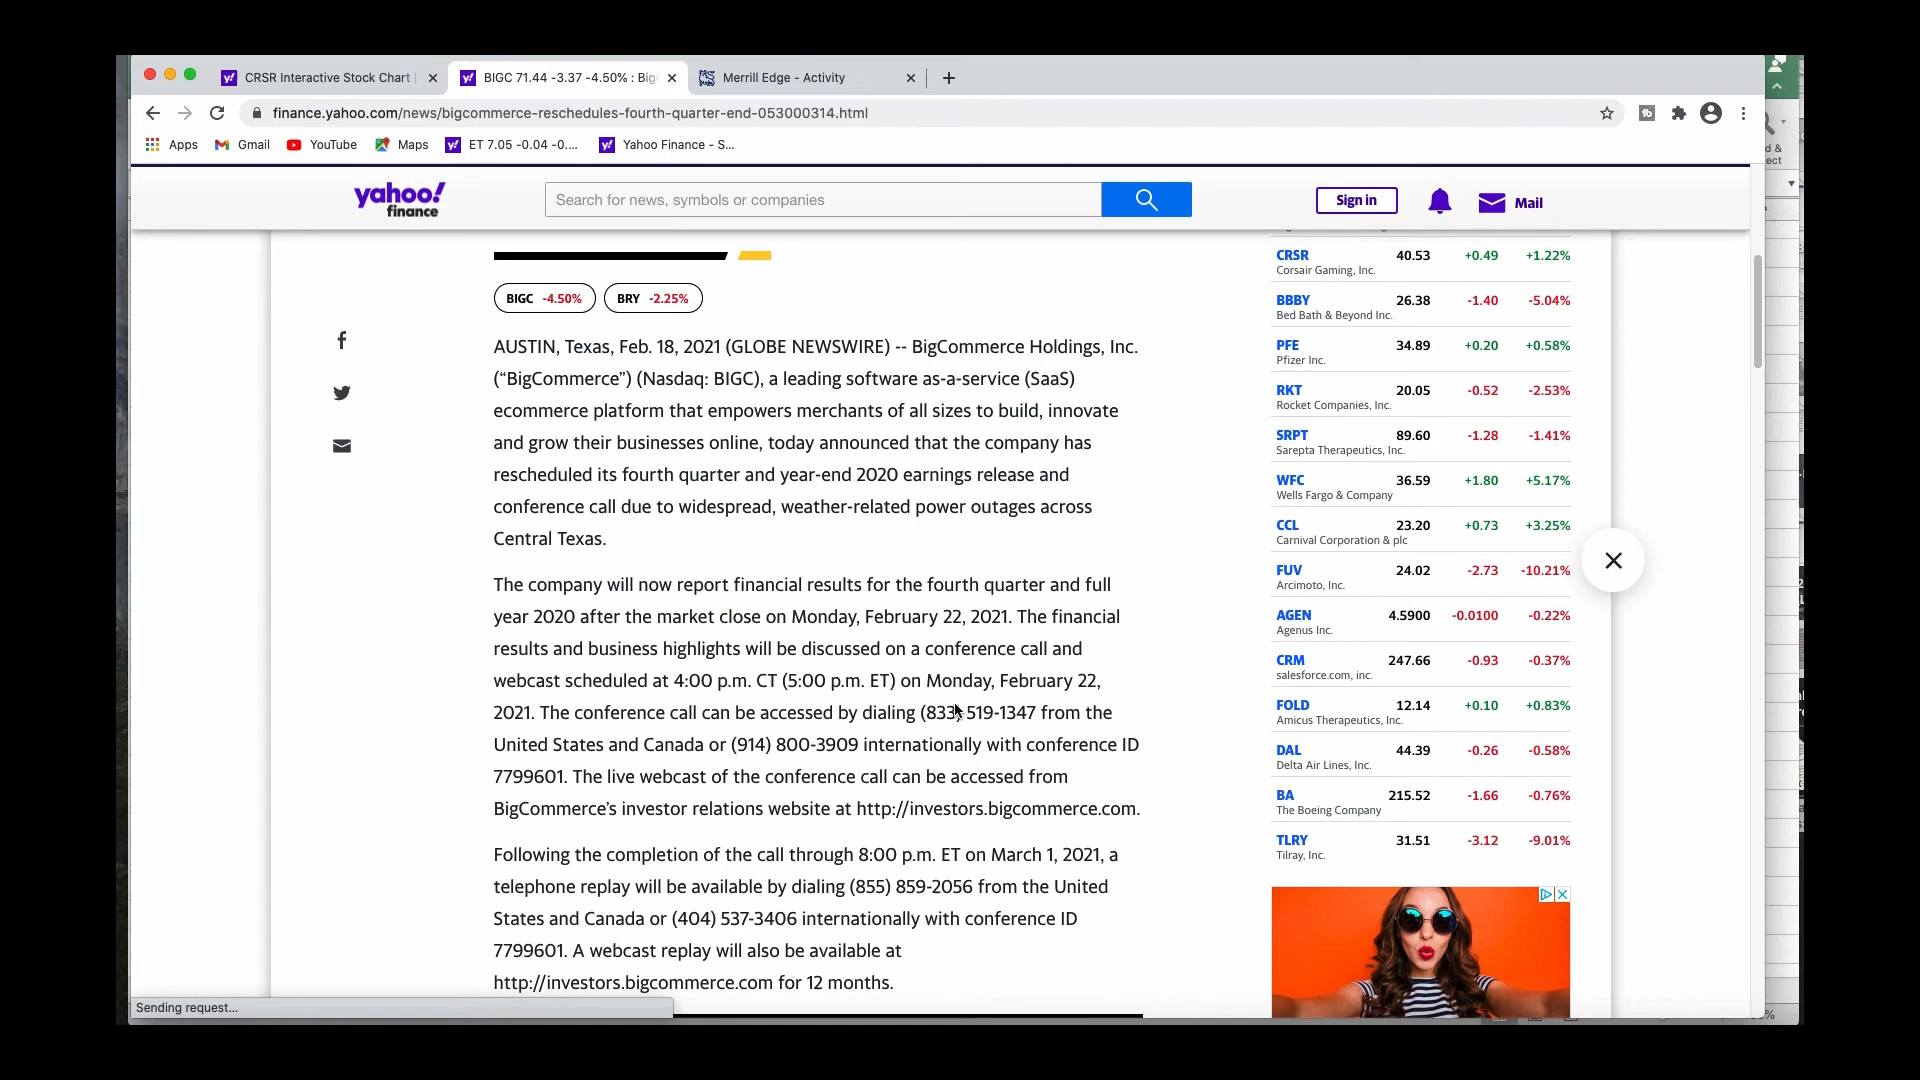 CRSR Interactive Stock Chart |
BIGC 71.44 -3.37 -4.50% : Big
Merrill Edge - Activity
finance.yahoo.com/news/bigcommerce-reschedules-fourth-quarter-end-053000314.html
Apps
Gmail
YouTube
Maps
ET 7.05 -0.04 -0....
Yahoo Finance - S...
yahoo!
finance
Search for news, symbols or companies
Sign in
Mail
BIGC -4.50%
BRY -2.25%
AUSTIN, Texas, Feb. 18, 2021 (GLOBE NEWSWIRE) -- BigCommerce Holdings, Inc.
(“BigCommerce”) (Nasdaq: BIGC), a leading software as-a-service (SaaS)
ecommerce platform that empowers merchants of all sizes to build, innovate
and grow their businesses online, today announced that the company has
rescheduled its fourth quarter and year-end 2020 earnings release and
conference call due to widespread, weather-related power outages across
Central Texas.
The company will now report financial results for the fourth quarter and full
year 2020 after the market close on Monday, February 22, 2021. The financial
results and business highlights will be discussed on a conference call and
webcast scheduled at 4:00 p.m. CT (5:00 p.m. ET) on Monday, February 22,
2021. The conference call can be accessed by dialing (833) 519-1347 from the
United States and Canada or (914) 800-3909 internationally with conference ID
7799601. The live webcast of the conference call can be accessed from
BigCommerce’s investor relations website at http://investors.bigcommerce.com.
Following the completion of the call through 8:00 p.m. ET on March 1, 2021, a
telephone replay will be available by dialing (855) 859-2056 from the United
States and Canada or (404) 537-3406 internationally with conference ID
7799601. A webcast replay will also be available at
http://investors.bigcommerce.com for 12 months.
CRSR 40.53 +0.49 +1.22%
Corsair Gaming, Inc.
BBBY 26.38 -1.40 -5.04%
Bed Bath & Beyond Inc.
PFE 34.89 +0.20 +0.58%
Pfizer Inc.
RKT 20.05 -0.52 -2.53%
Rocket Companies, Inc.
SRPT 89.60 -1.28 -1.41%
Sarepta Therapeutics, Inc.
WFC 36.59 +1.80 +5.17%
Wells Fargo & Company
CCL 23.20 +0.73 +3.25%
Carnival Corporation & plc
FUV 24.02 -2.73 -10.21%
Arcimoto, Inc.
AGEN 4.5900 -0.0100 -0.22%
Agenus Inc.
CRM 247.66 -0.93 -0.37%
salesforce.com, inc.
FOLD 12.14 +0.10 +0.83%
Amicus Therapeutics, Inc.
DAL 44.39 -0.26 -0.58%
Delta Air Lines, Inc.
BA 215.52 -1.66 -0.76%
The Boeing Company
TLRY 31.51 -3.12 -9.01%
Tilray, Inc.
Sending request...